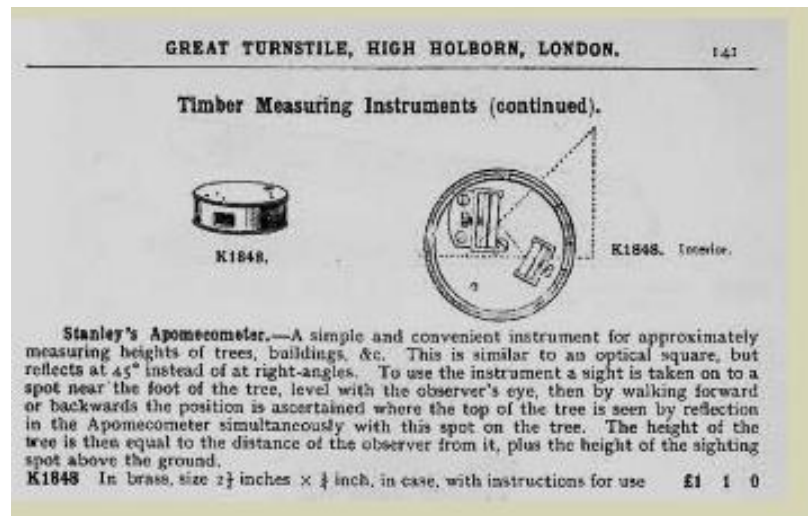 GREAT TURNSTILE, HIGH HOLBORN, LONDON. 141
Timber Measuring Instruments (continued).
K1848.
K1848. Interior.
Stanley's Apomecometer.—A simple and convenient instrument for approximately
measuring heights of trees, buildings, &c. This is similar to an optical square, but
reflects at 45° instead of at right-angles. To use the instrument a sight is taken on to a
spot near the foot of the tree, level with the observer's eye, then by walking forward
or backwards the position is ascertained where the top of the tree is seen by reflection
in the Apomecometer simultaneously with this spot on the tree. The height of the
tree is then equal to the distance of the observer from it, plus the height of the sighting
spot above the ground.
K1848 In brass, size inches × inch, in case, with instructions for use £1 1 0